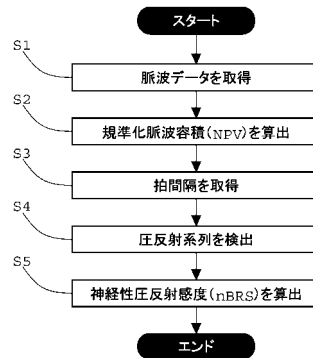 スタート
S1
脈波データを取得
S2
規準化脈波容積(NPV)を算出
S3
拍間隔を取得
S4
圧反射系列を検出
S5
神経性圧反射感度(nBRS)を算出
エンド